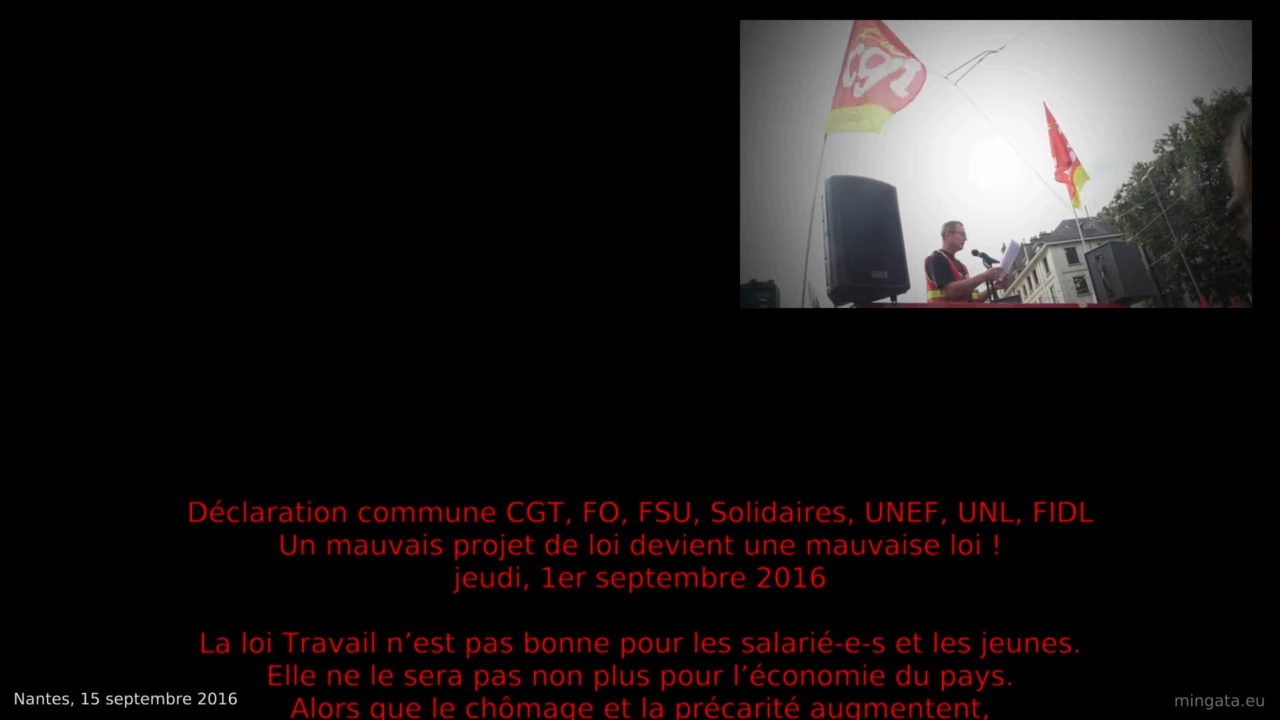 cgt
Déclaration commune CGT, FO, FSU, Solidaires, UNEF, UNL, FIDL
Un mauvais projet de loi devient une mauvaise loi !
jeudi, 1er septembre 2016
La loi Travail n’est pas bonne pour les salarié-e-s et les jeunes.
Elle ne le sera pas non plus pour l’économie du pays.
Alors que le chômage et la précarité augmentent,
Nantes, 15 septembre 2016
mingata.eu